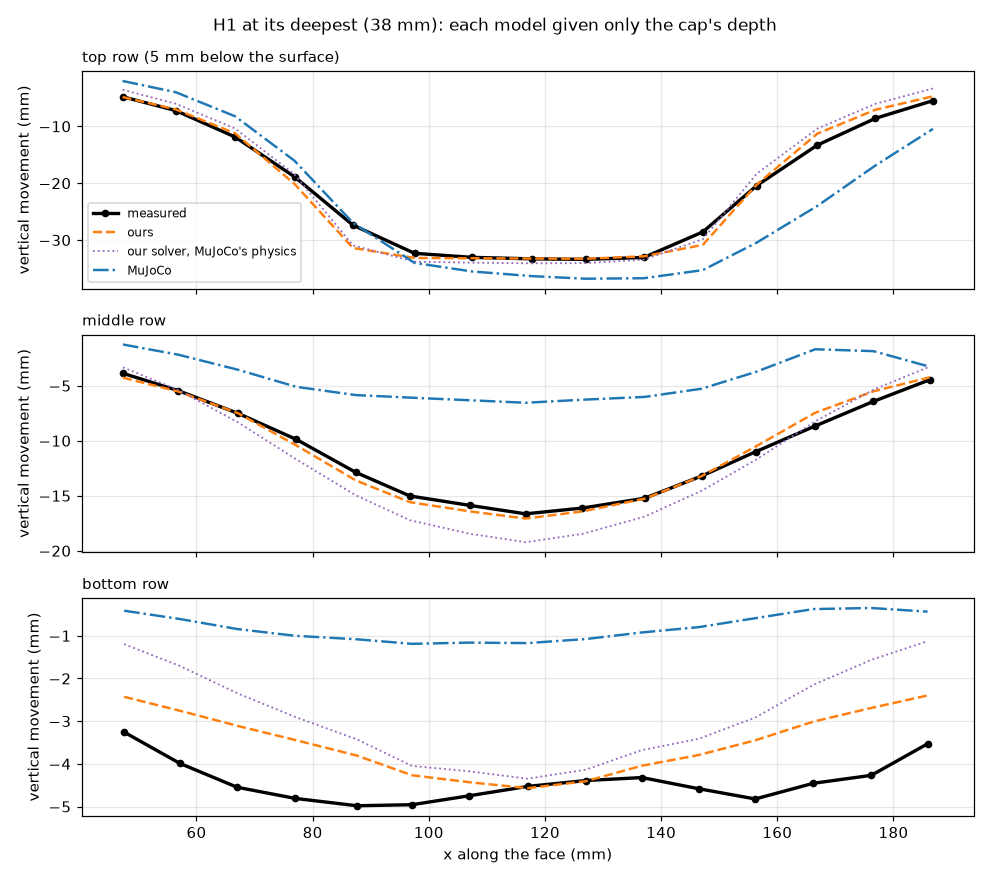 H1 at its deepest (38 mm): each model given only the cap's depth
top row (5 mm below the surface)
vertical movement (mm)
−10
−20
−30
measured
ours
our solver, MuJoCo's physics
MuJoCo
middle row
vertical movement (mm)
−5
−10
−15
−20
bottom row
vertical movement (mm)
−1
−2
−3
−4
−5
60 80 100 120 140 160 180
x along the face (mm)